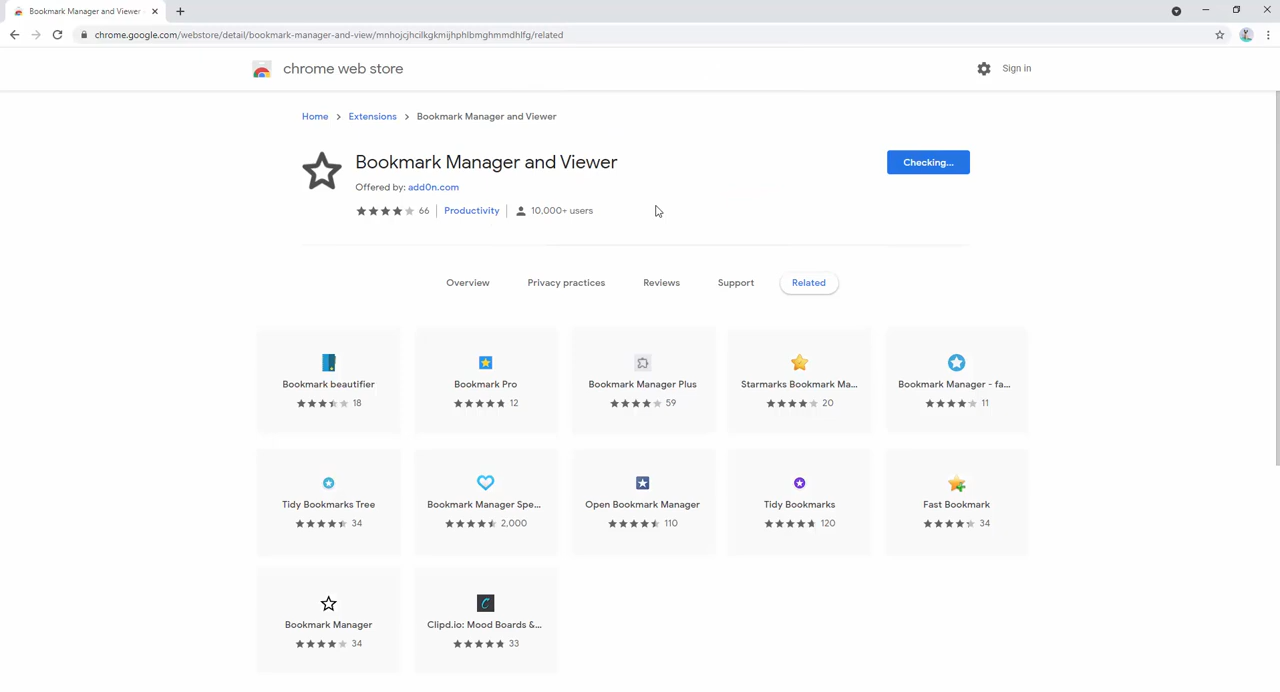 Bookmark Manager and Viewer
chrome.google.com/webstore/detail/bookmark-manager-and-view/mnhojcjhcilkgkmijhphlbmghmmdhlfg/related
chrome web store
Sign in
Home > Extensions > Bookmark Manager and Viewer
Bookmark Manager and Viewer
Checking...
Offered by: add0n.com
66 Productivity 10,000+ users
Overview Privacy practices Reviews Support Related
Bookmark beautifier Bookmark Pro Bookmark Manager Plus Starmarks Bookmark Ma... Bookmark Manager - fa...
18 12 59 20 11
Tidy Bookmarks Tree Bookmark Manager Spe... Open Bookmark Manager Tidy Bookmarks Fast Bookmark
34 2,000 110 120 34
Bookmark Manager Clipd.io: Mood Boards &...
34 33